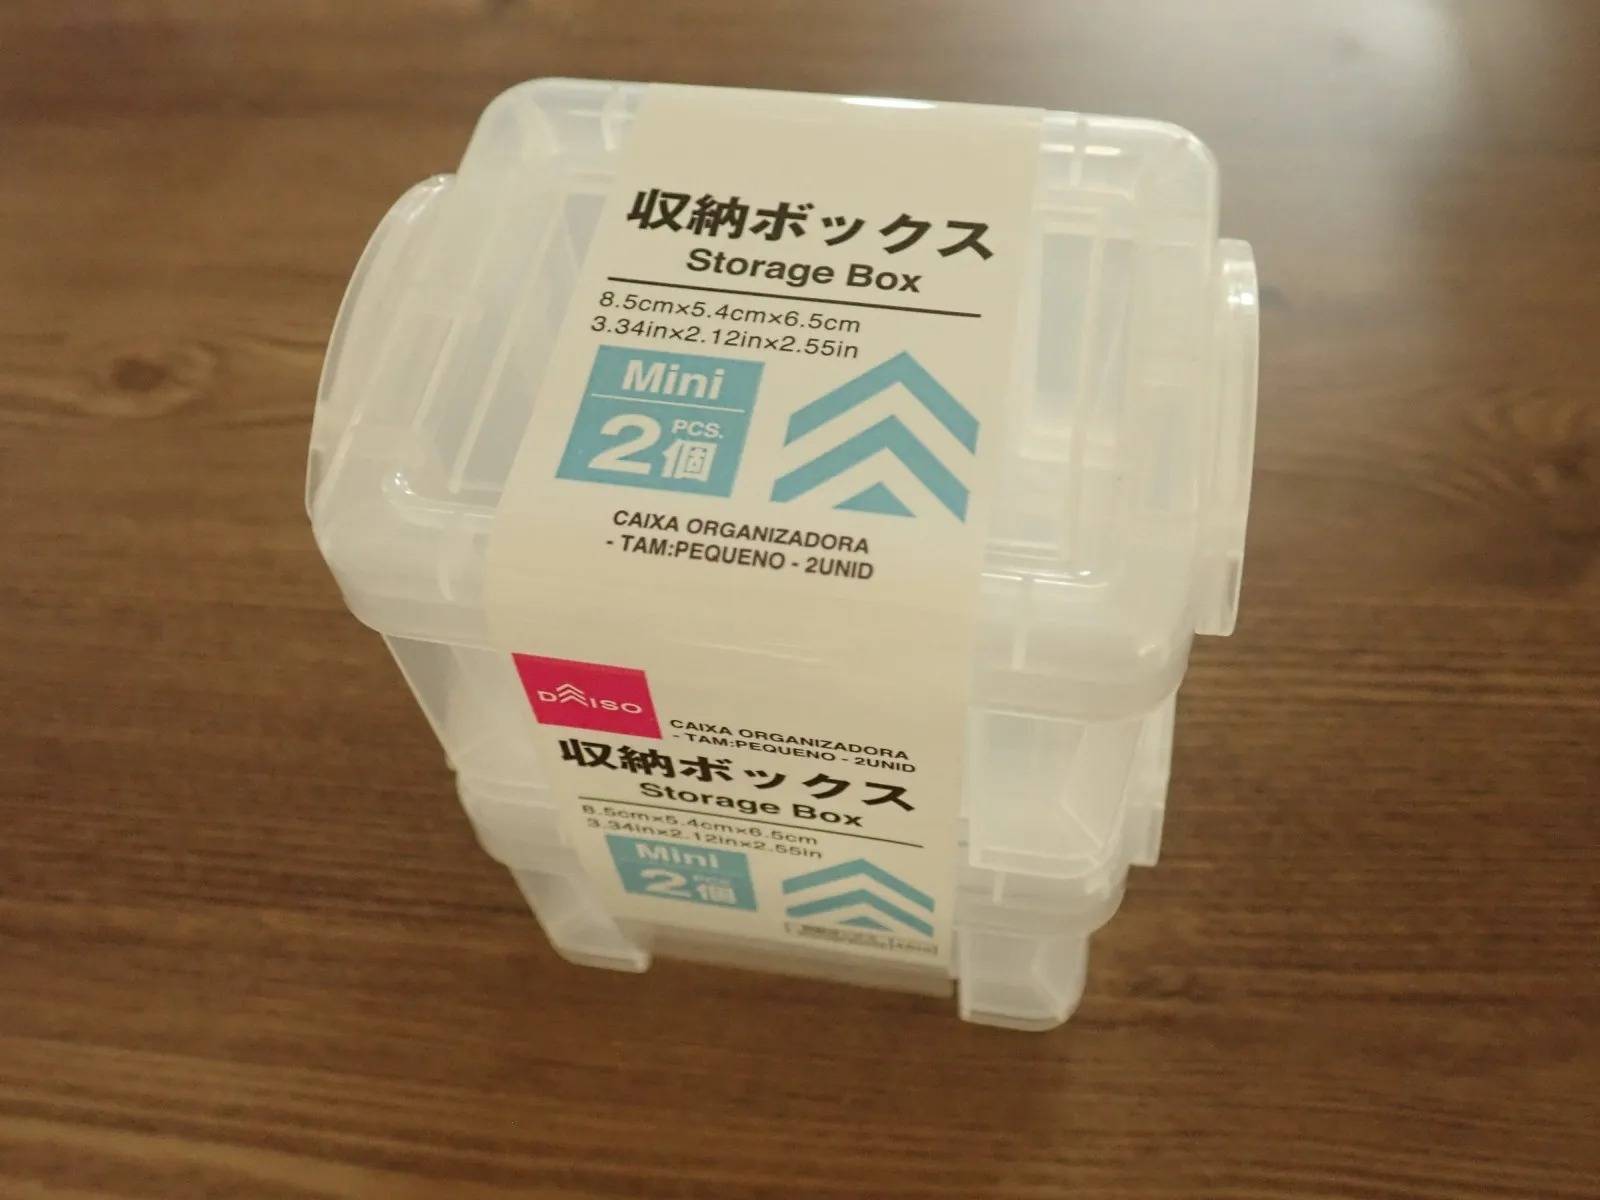 収納ボックス
Storage Box
8.5cm×5.4cm×6.5cm
3.34in×2.12in×2.55in
Mini
2 PCS. 個
CAIXA ORGANIZADORA
- TAM:PEQUENO - 2UNID
DAISO
CAIXA ORGANIZADORA
- TAM:PEQUENO - 2UNID
収納ボックス
Storage Box
8.5cm×5.4cm×6.5cm
3.34in×2.12in×2.55in
Mini
2 PCS. 個